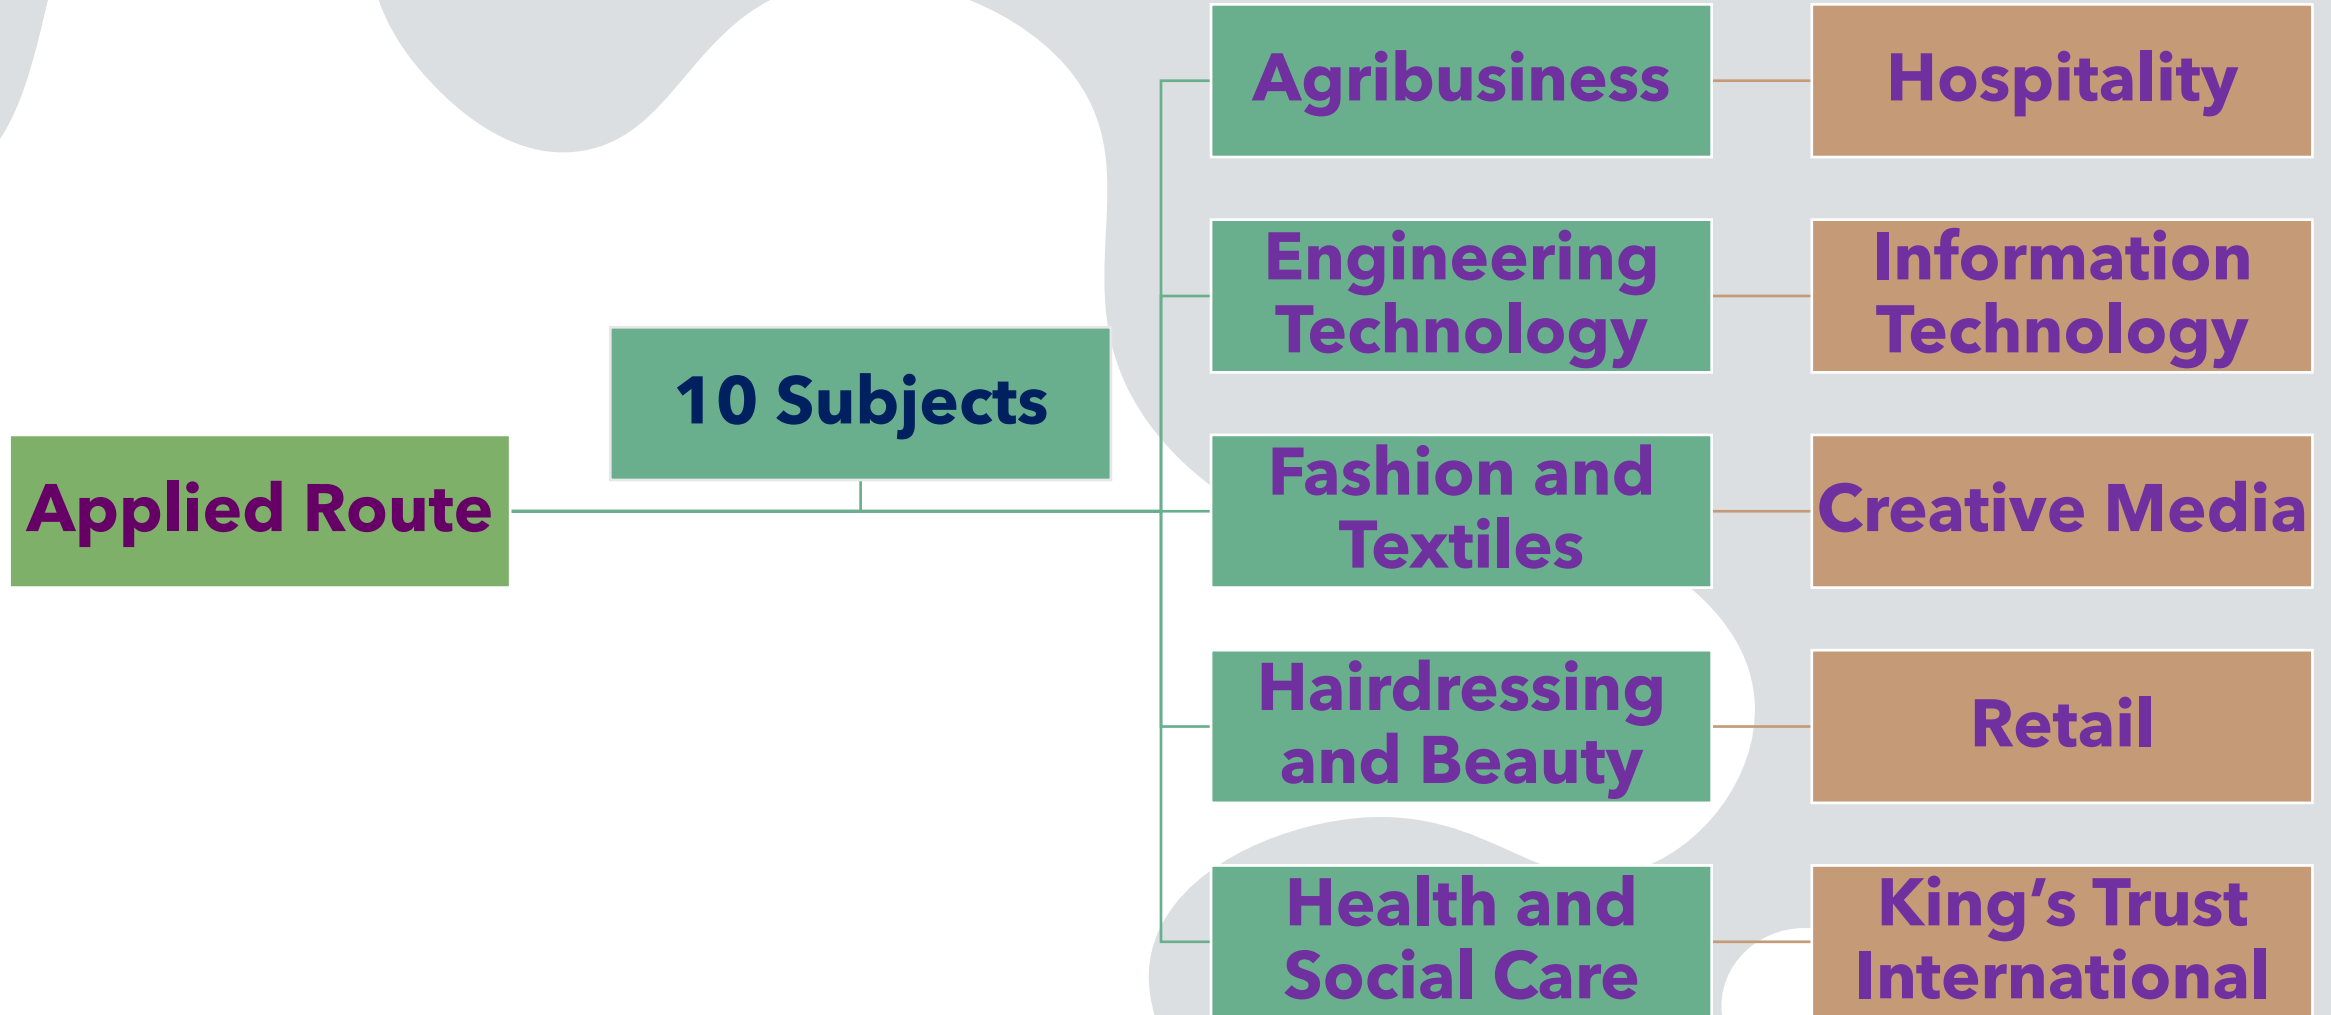 Applied Route
10 Subjects
Agribusiness
Hospitality
Engineering
Technology
Information
Technology
Fashion and
Textiles
Creative Media
Hairdressing
and Beauty
Retail
Health and
Social Care
King’s Trust
International